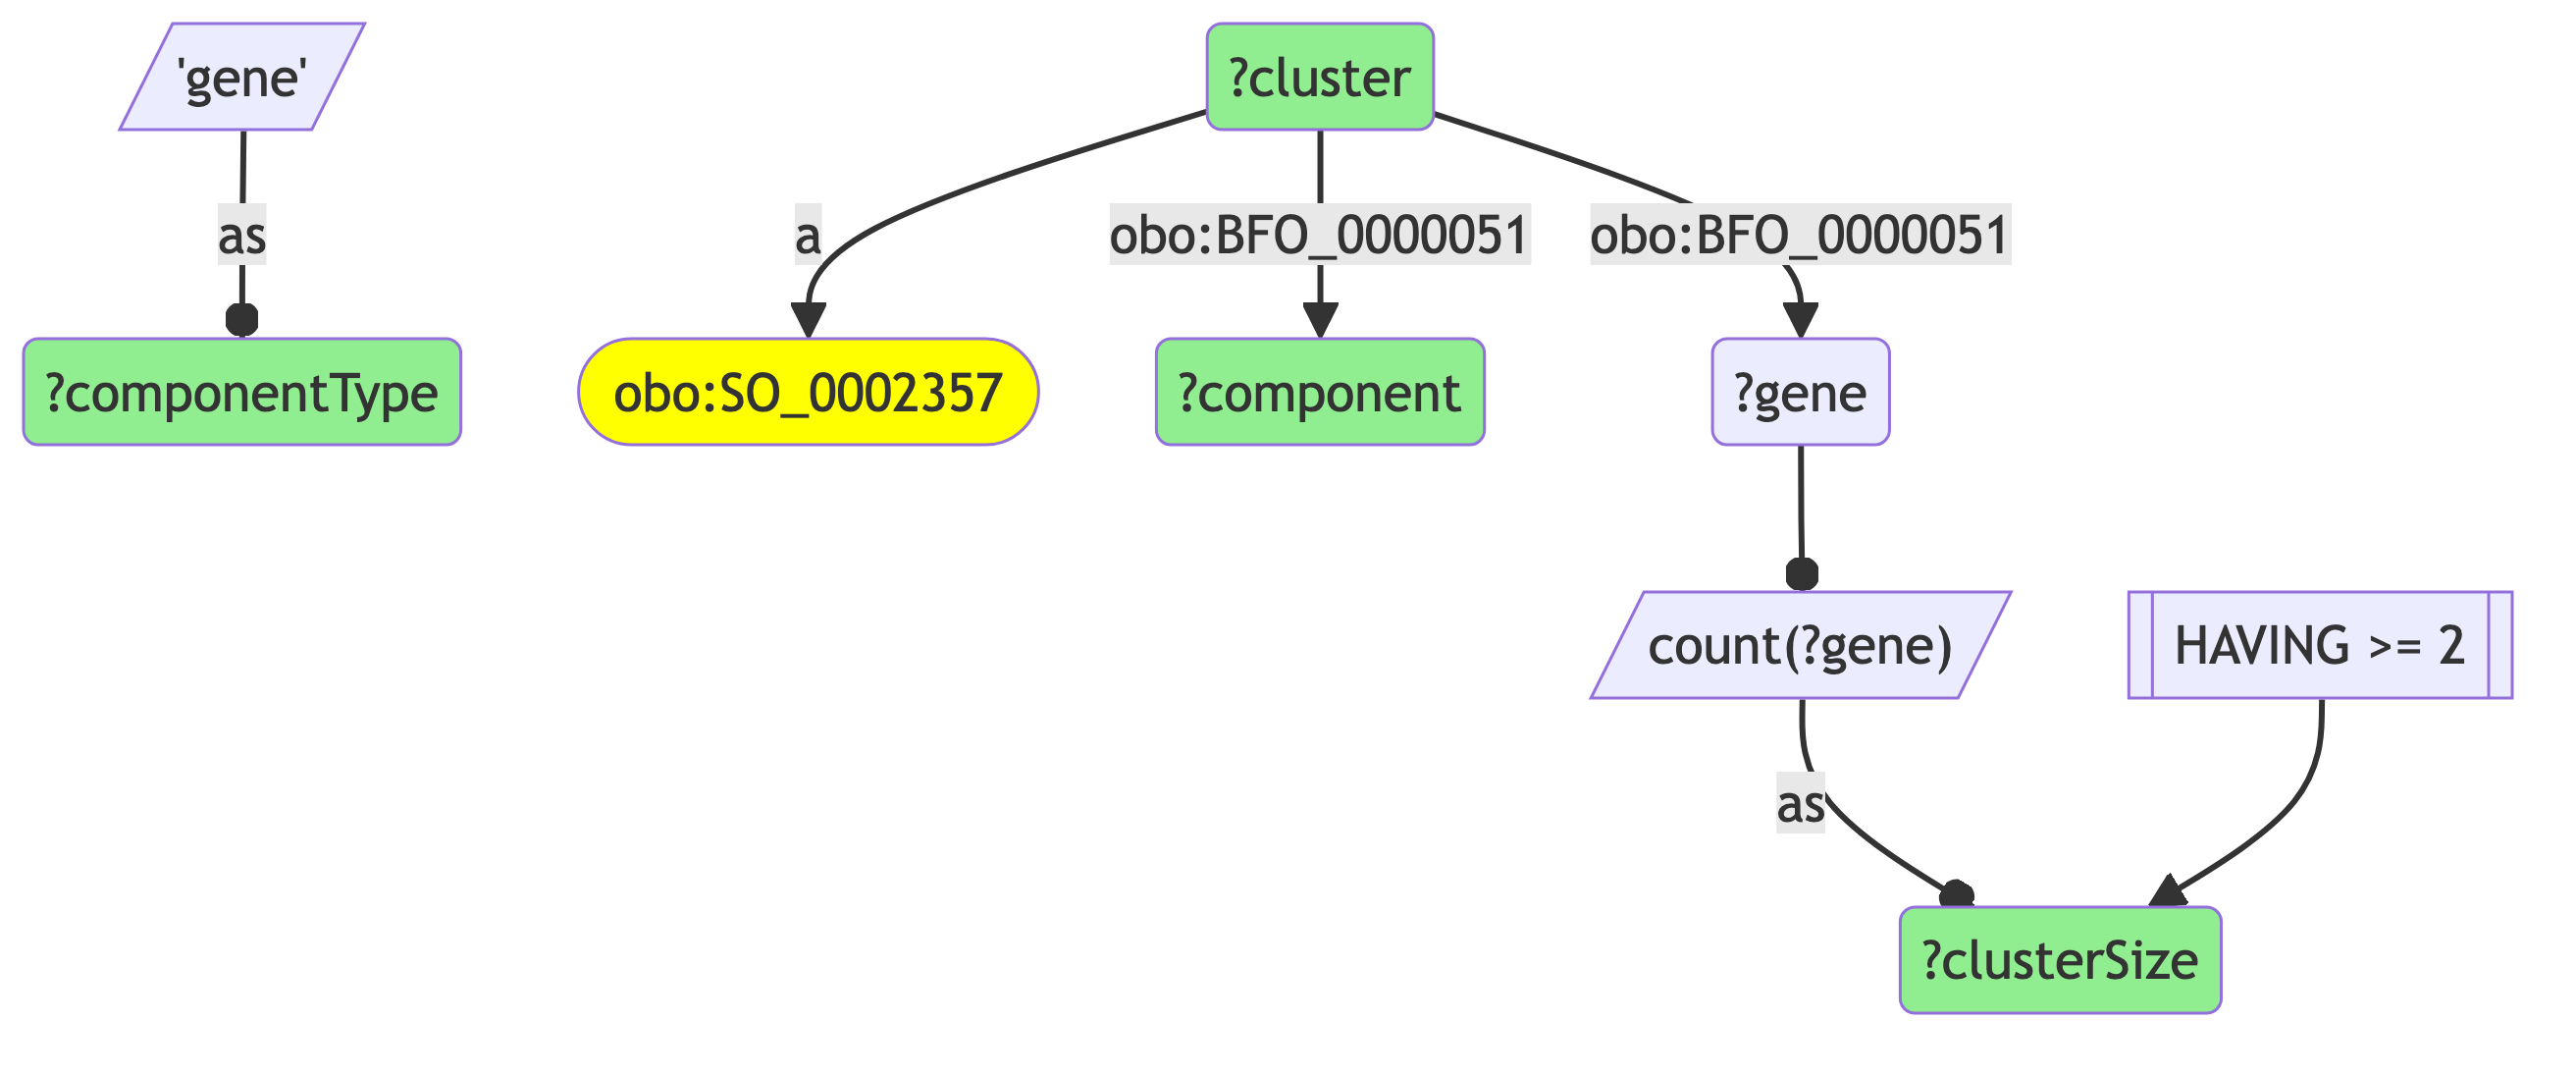 'gene'
?cluster
as
a
obo:BFO_0000051
obo:BFO_0000051
?componentType
obo:SO_0002357
?component
?gene
count(?gene)
HAVING >= 2
as
?clusterSize